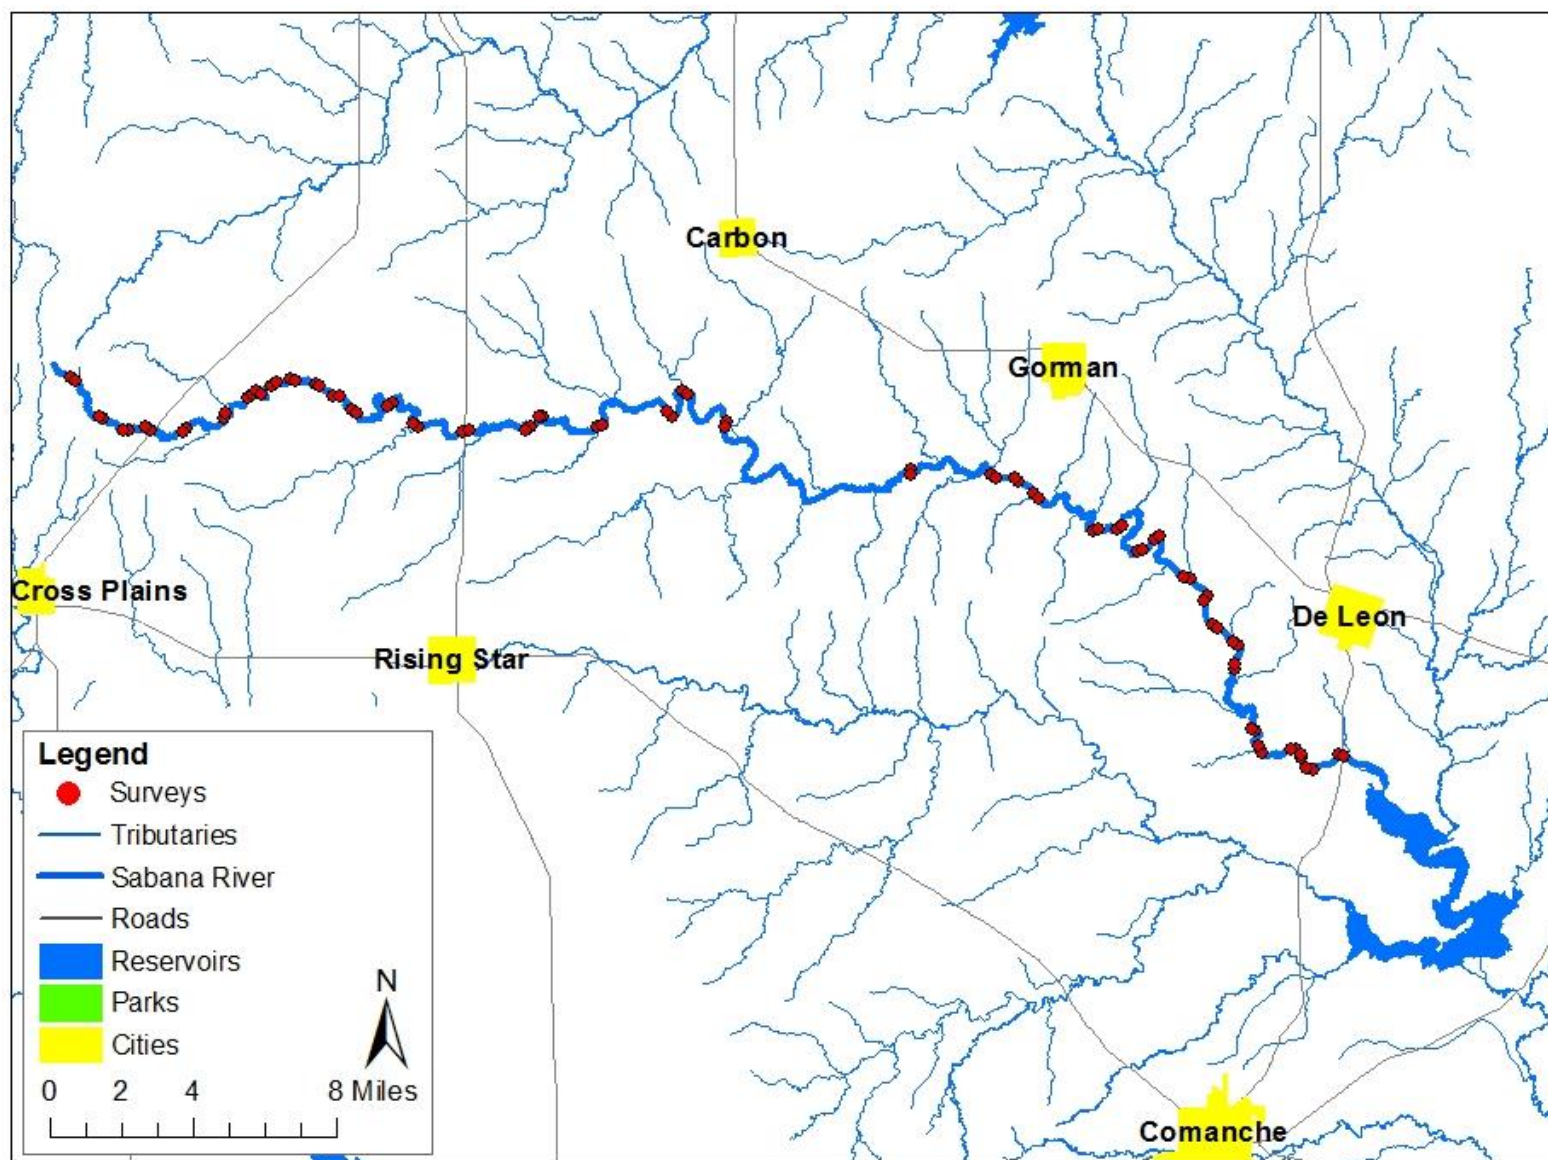 Carbon
Gorman
Cross Plains
De Leon
Rising Star
Legend
Surveys
Tributaries
Sabana River
Roads
Reservoirs
Parks
Cities
N
0 2 4 8 Miles
Comanche